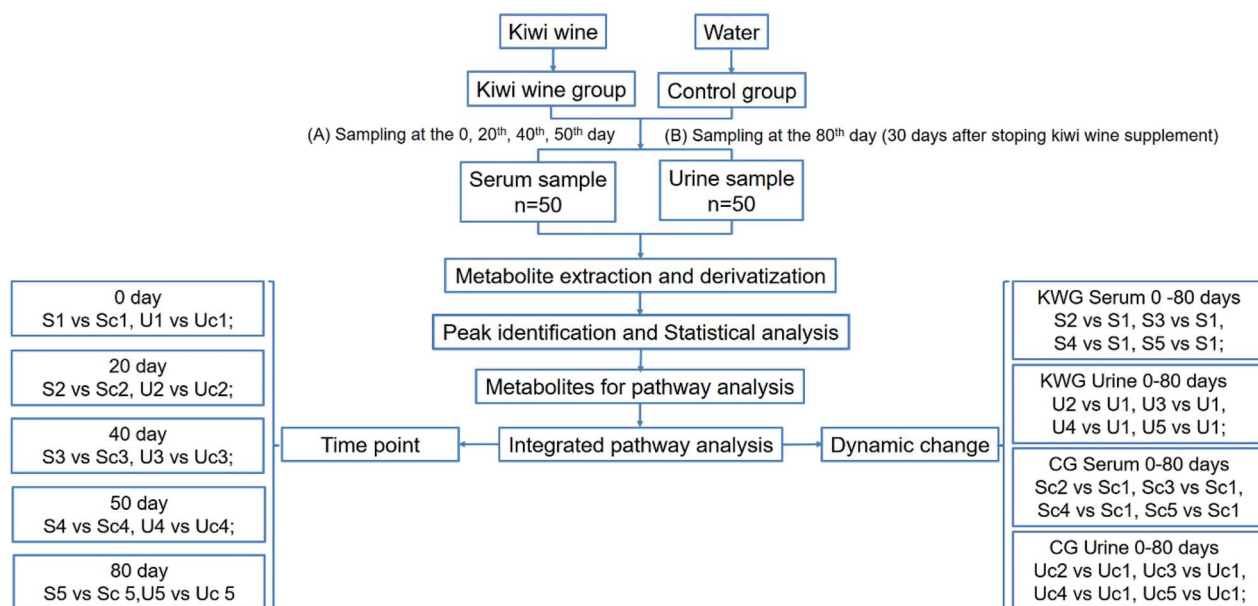 Kiwi wine
Water
Kiwi wine group
Control group
(A) Sampling at the 0, 20th, 40th, 50th day
(B) Sampling at the 80th day (30 days after stoping kiwi wine supplement)
Serum sample
n=50
Urine sample
n=50
Metabolite extraction and derivatization
Peak identification and Statistical analysis
Metabolites for pathway analysis
Integrated pathway analysis
Time point
Dynamic change
0 day
S1 vs Sc1, U1 vs Uc1;
20 day
S2 vs Sc2, U2 vs Uc2;
40 day
S3 vs Sc3, U3 vs Uc3;
50 day
S4 vs Sc4, U4 vs Uc4;
80 day
S5 vs Sc 5,U5 vs Uc 5
KWG Serum 0 -80 days
S2 vs S1, S3 vs S1,
S4 vs S1, S5 vs S1;
KWG Urine 0-80 days
U2 vs U1, U3 vs U1,
U4 vs U1, U5 vs U1;
CG Serum 0-80 days
Sc2 vs Sc1, Sc3 vs Sc1,
Sc4 vs Sc1, Sc5 vs Sc1
CG Urine 0-80 days
Uc2 vs Uc1, Uc3 vs Uc1,
Uc4 vs Uc1, Uc5 vs Uc1;